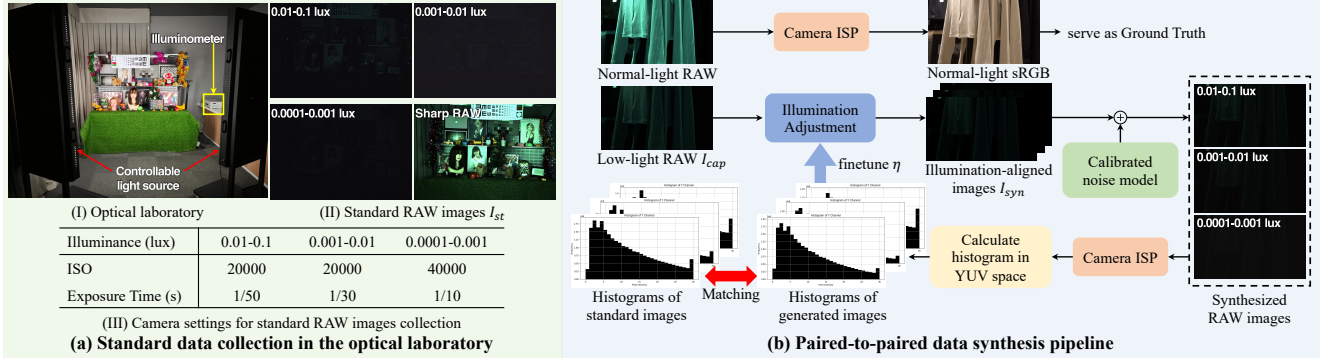 Illuminometer
Controllable
light source
(I) Optical laboratory
0.01-0.1 lux
0.001-0.01 lux
0.0001-0.001 lux
Sharp RAW
(II) Standard RAW images I_st
Illuminance (lux) 0.01-0.1 0.001-0.01 0.0001-0.001
ISO 20000 20000 40000
Exposure Time (s) 1/50 1/30 1/10
(III) Camera settings for standard RAW images collection
(a) Standard data collection in the optical laboratory
Normal-light RAW
Camera ISP
Normal-light sRGB
serve as Ground Truth
Low-light RAW I_cap
Illumination
Adjustment
finetune η
Illumination-aligned
images I_syn
Calibrated
noise model
0.01-0.1 lux
0.001-0.01 lux
0.0001-0.001 lux
Synthesized
RAW images
Camera ISP
Calculate
histogram in
YUV space
Histogram of Y Channel
Histogram of Y Channel
Matching
Histograms of
standard images
Histograms of
generated images
(b) Paired-to-paired data synthesis pipeline